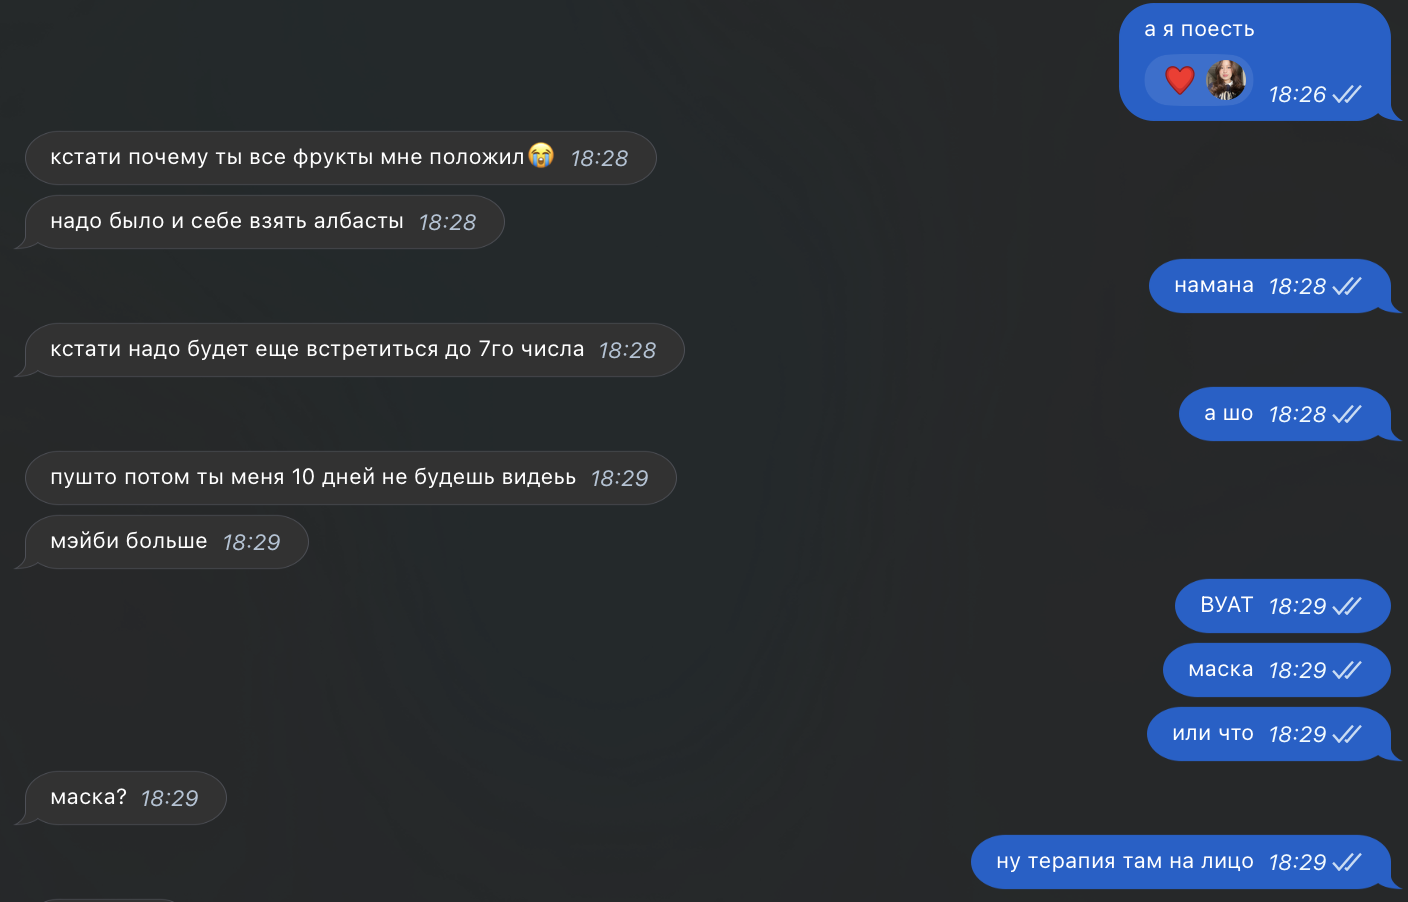 а я поесть
❤️ 18:26
кстати почему ты все фрукты мне положил😭 18:28
надо было и себе взять албасты 18:28
намана 18:28
кстати надо будет еще встретиться до 7го числа 18:28
а шо 18:28
пушто потом ты меня 10 дней не будешь видеьь 18:29
мэйби больше 18:29
ВУАТ 18:29
маска 18:29
или что 18:29
маска? 18:29
ну терапия там на лицо 18:29